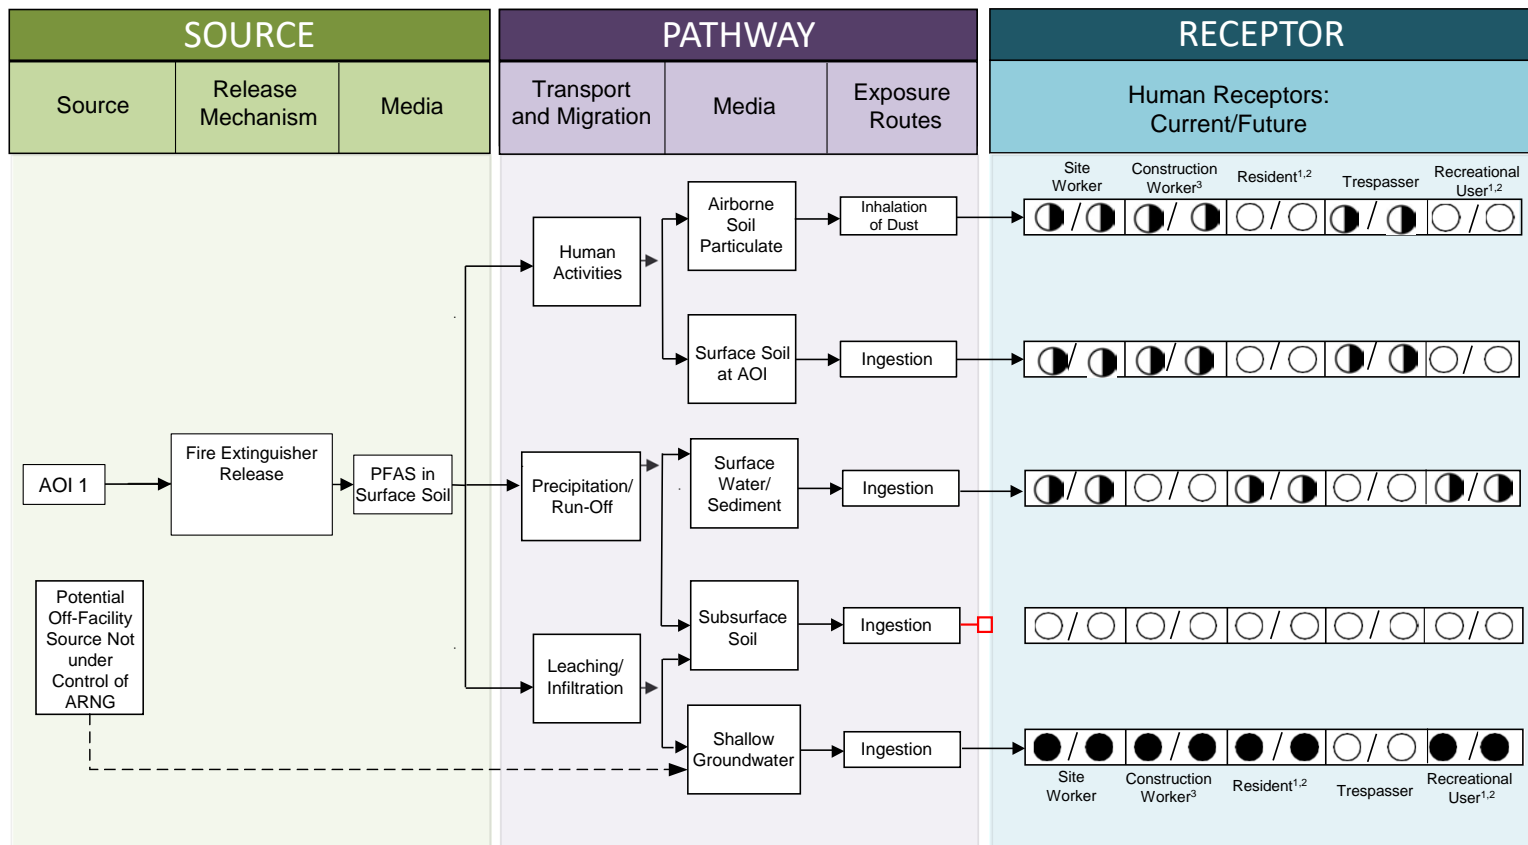 SOURCE
PATHWAY
RECEPTOR
Source
Release
Mechanism
Media
Transport
and Migration
Media
Exposure
Routes
Human Receptors:
Current/Future
Site
Worker
Construction
Worker3
Resident1,2
Trespasser
Recreational
User1,2
Airborne
Soil
Particulate
Inhalation
of Dust
Human
Activities
Surface Soil
at AOI
Ingestion
AOI 1
Fire Extinguisher
Release
PFAS in
Surface Soil
Precipitation/
Run-Off
Surface
Water/
Sediment
Ingestion
Potential
Off-Facility
Source Not
under
Control of
ARNG
Subsurface
Soil
Ingestion
Leaching/
Infiltration
Shallow
Groundwater
Ingestion
Site
Worker
Construction
Worker3
Resident1,2
Trespasser
Recreational
User1,2